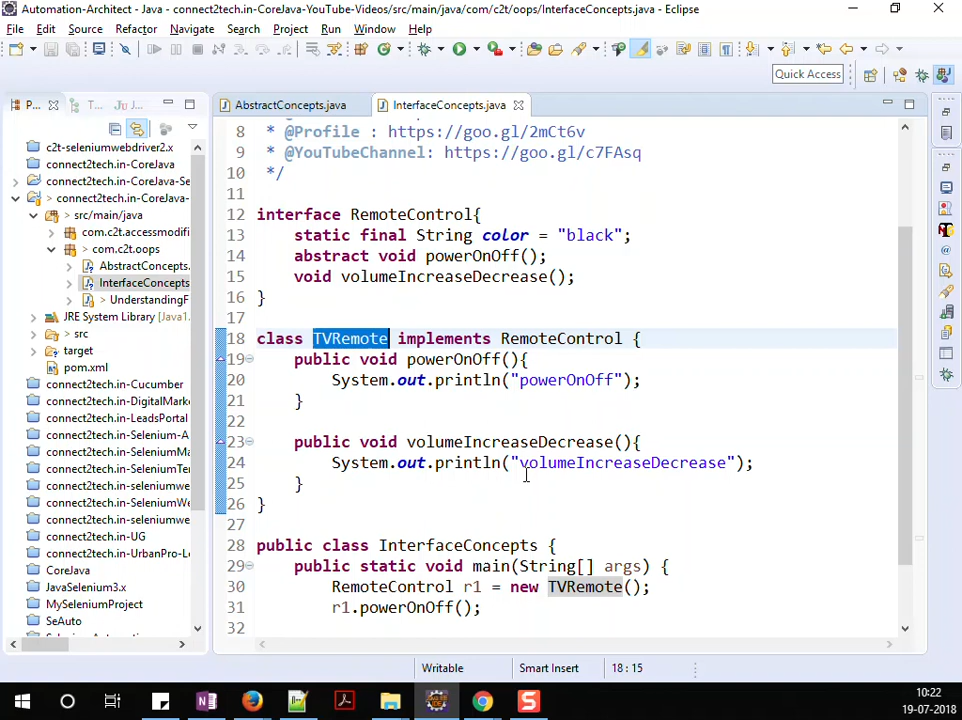 Automation-Architect - Java - connect2tech.in-CoreJava-YouTube-Videos/src/main/java/com/c2t/oops/InterfaceConcepts.java - Eclipse
File Edit Source Refactor Navigate Search Project Run Window Help
Quick Access
P... T... Ju J...
AbstractConcepts.java InterfaceConcepts.java
c2t-seleniumwebdriver2.x
connect2tech.in-CoreJava
connect2tech.in-CoreJava-Se
> connect2tech.in-CoreJava-
> src/main/java
com.c2t.accessmodifi
> com.c2t.oops
AbstractConcepts.
InterfaceConcepts
> UnderstandingF
JRE System Library [Java1.
> src
target
pom.xml
connect2tech.in-Cucumber
connect2tech.in-DigitalMarke
connect2tech.in-LeadsPortal
connect2tech.in-Selenium-A
connect2tech.in-SeleniumMa
connect2tech.in-SeleniumTer
connect2tech.in-seleniumwe
connect2tech.in-SeleniumWe
connect2tech.in-seleniumwe
connect2tech.in-UG
connect2tech.in-UrbanPro-Le
CoreJava
JavaSelenium3.x
MySeleniumProject
SeAuto
8 * @Profile : https://goo.gl/2mCt6v
9 * @YouTubeChannel: https://goo.gl/c7FAsq
10 */
11
12 interface RemoteControl{
13 static final String color = "black";
14 abstract void powerOnOff();
15 void volumeIncreaseDecrease();
16 }
17
18 class TVRemote implements RemoteControl {
19 public void powerOnOff(){
20 System.out.println("powerOnOff");
21 }
22
23 public void volumeIncreaseDecrease(){
24 System.out.println("volumeIncreaseDecrease");
25 }
26 }
27
28 public class InterfaceConcepts {
29 public static void main(String[] args) {
30 RemoteControl r1 = new TVRemote();
31 r1.powerOnOff();
32
Writable Smart Insert 18 : 15
10:22
19-07-2018